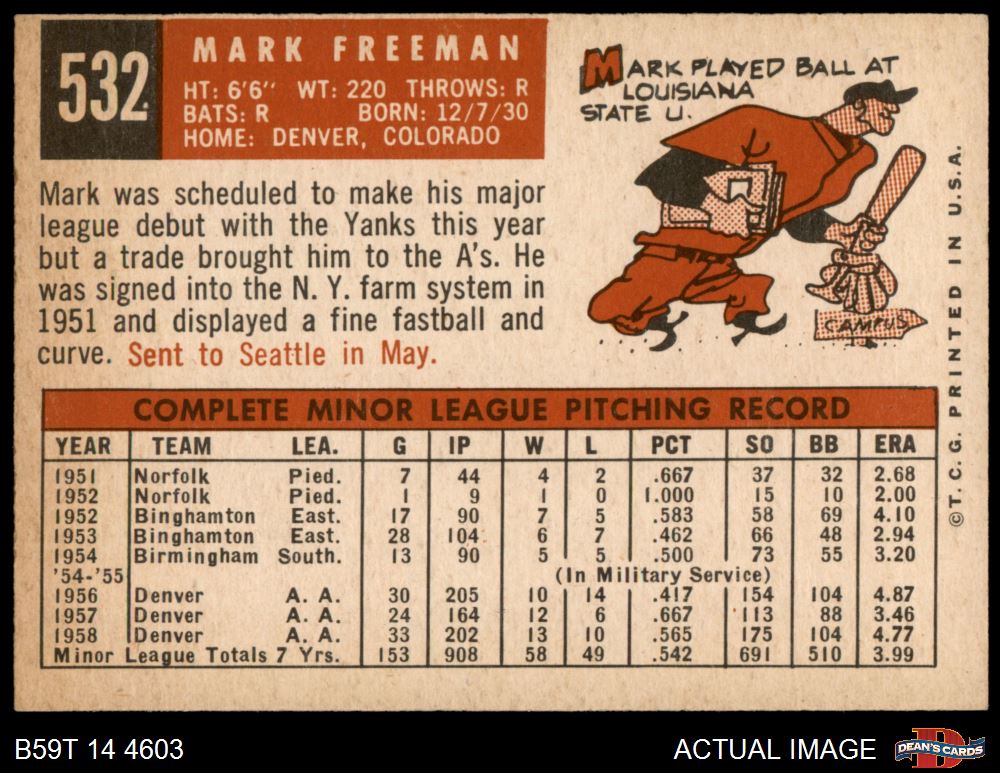 532
MARK FREEMAN
HT: 6'6" WT: 220 THROWS: R
BATS: R BORN: 12/7/30
HOME: DENVER, COLORADO
MARK PLAYED BALL AT
LOUISIANA
STATE U.
CAMPUS
Mark was scheduled to make his major
league debut with the Yanks this year
but a trade brought him to the A's. He
was signed into the N. Y. farm system in
1951 and displayed a fine fastball and
curve. Sent to Seattle in May.
COMPLETE MINOR LEAGUE PITCHING RECORD
YEAR TEAM LEA. G IP W L PCT SO BB ERA
1951 Norfolk Pied. 7 44 4 2 .667 37 32 2.68
1952 Norfolk Pied. 1 9 1 0 1.000 15 10 2.00
1952 Binghamton East. 17 90 7 5 .583 58 69 4.10
1953 Binghamton East. 28 104 6 7 .462 66 48 2.94
1954 Birmingham South. 13 90 5 5 .500 73 55 3.20
'54-'55 (In Military Service)
1956 Denver A. A. 30 205 10 14 .417 154 104 4.87
1957 Denver A. A. 24 164 12 6 .667 113 88 3.46
1958 Denver A. A. 33 202 13 10 .565 175 104 4.77
Minor League Totals 7 Yrs. 153 908 58 49 .542 691 510 3.99
©T. C. G. PRINTED IN U.S.A.
B59T 14 4603
ACTUAL IMAGE
DEAN'S CARDS